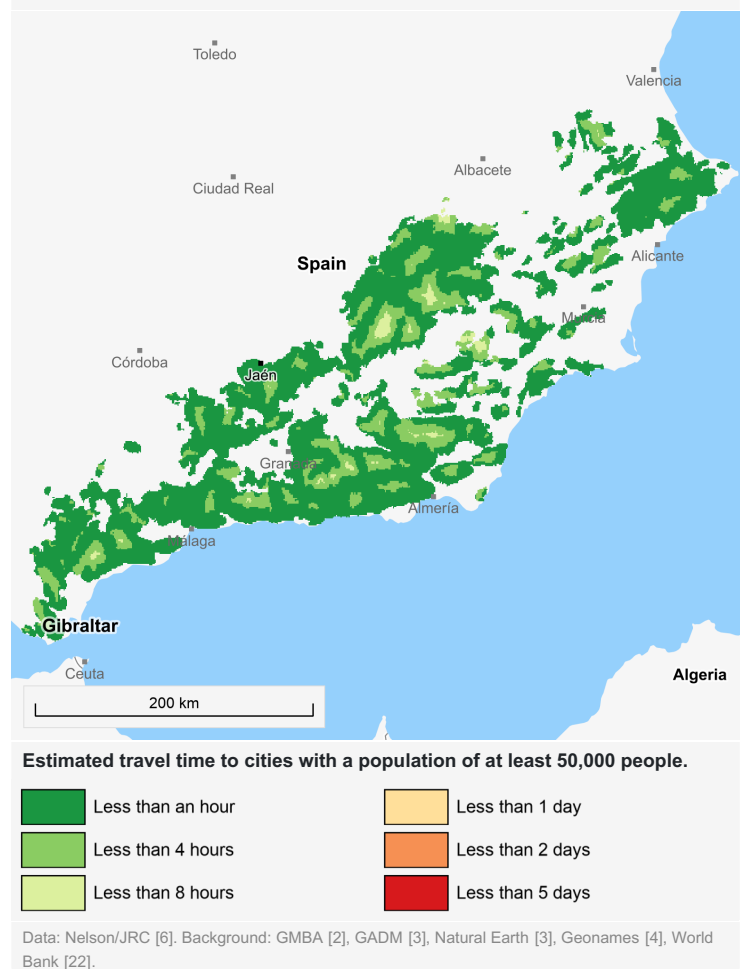 Toledo
Valencia
Albacete
Ciudad Real
Alicante
Spain
Murcia
Córdoba
Jaén
Granada
Almería
Málaga
Gibraltar
Ceuta
Algeria
200 km
Estimated travel time to cities with a population of at least 50,000 people.
Less than an hour
Less than 4 hours
Less than 8 hours
Less than 1 day
Less than 2 days
Less than 5 days
Data: Nelson/JRC [6]. Background: GMBA [2], GADM [3], Natural Earth [3], Geonames [4], World
Bank [22].